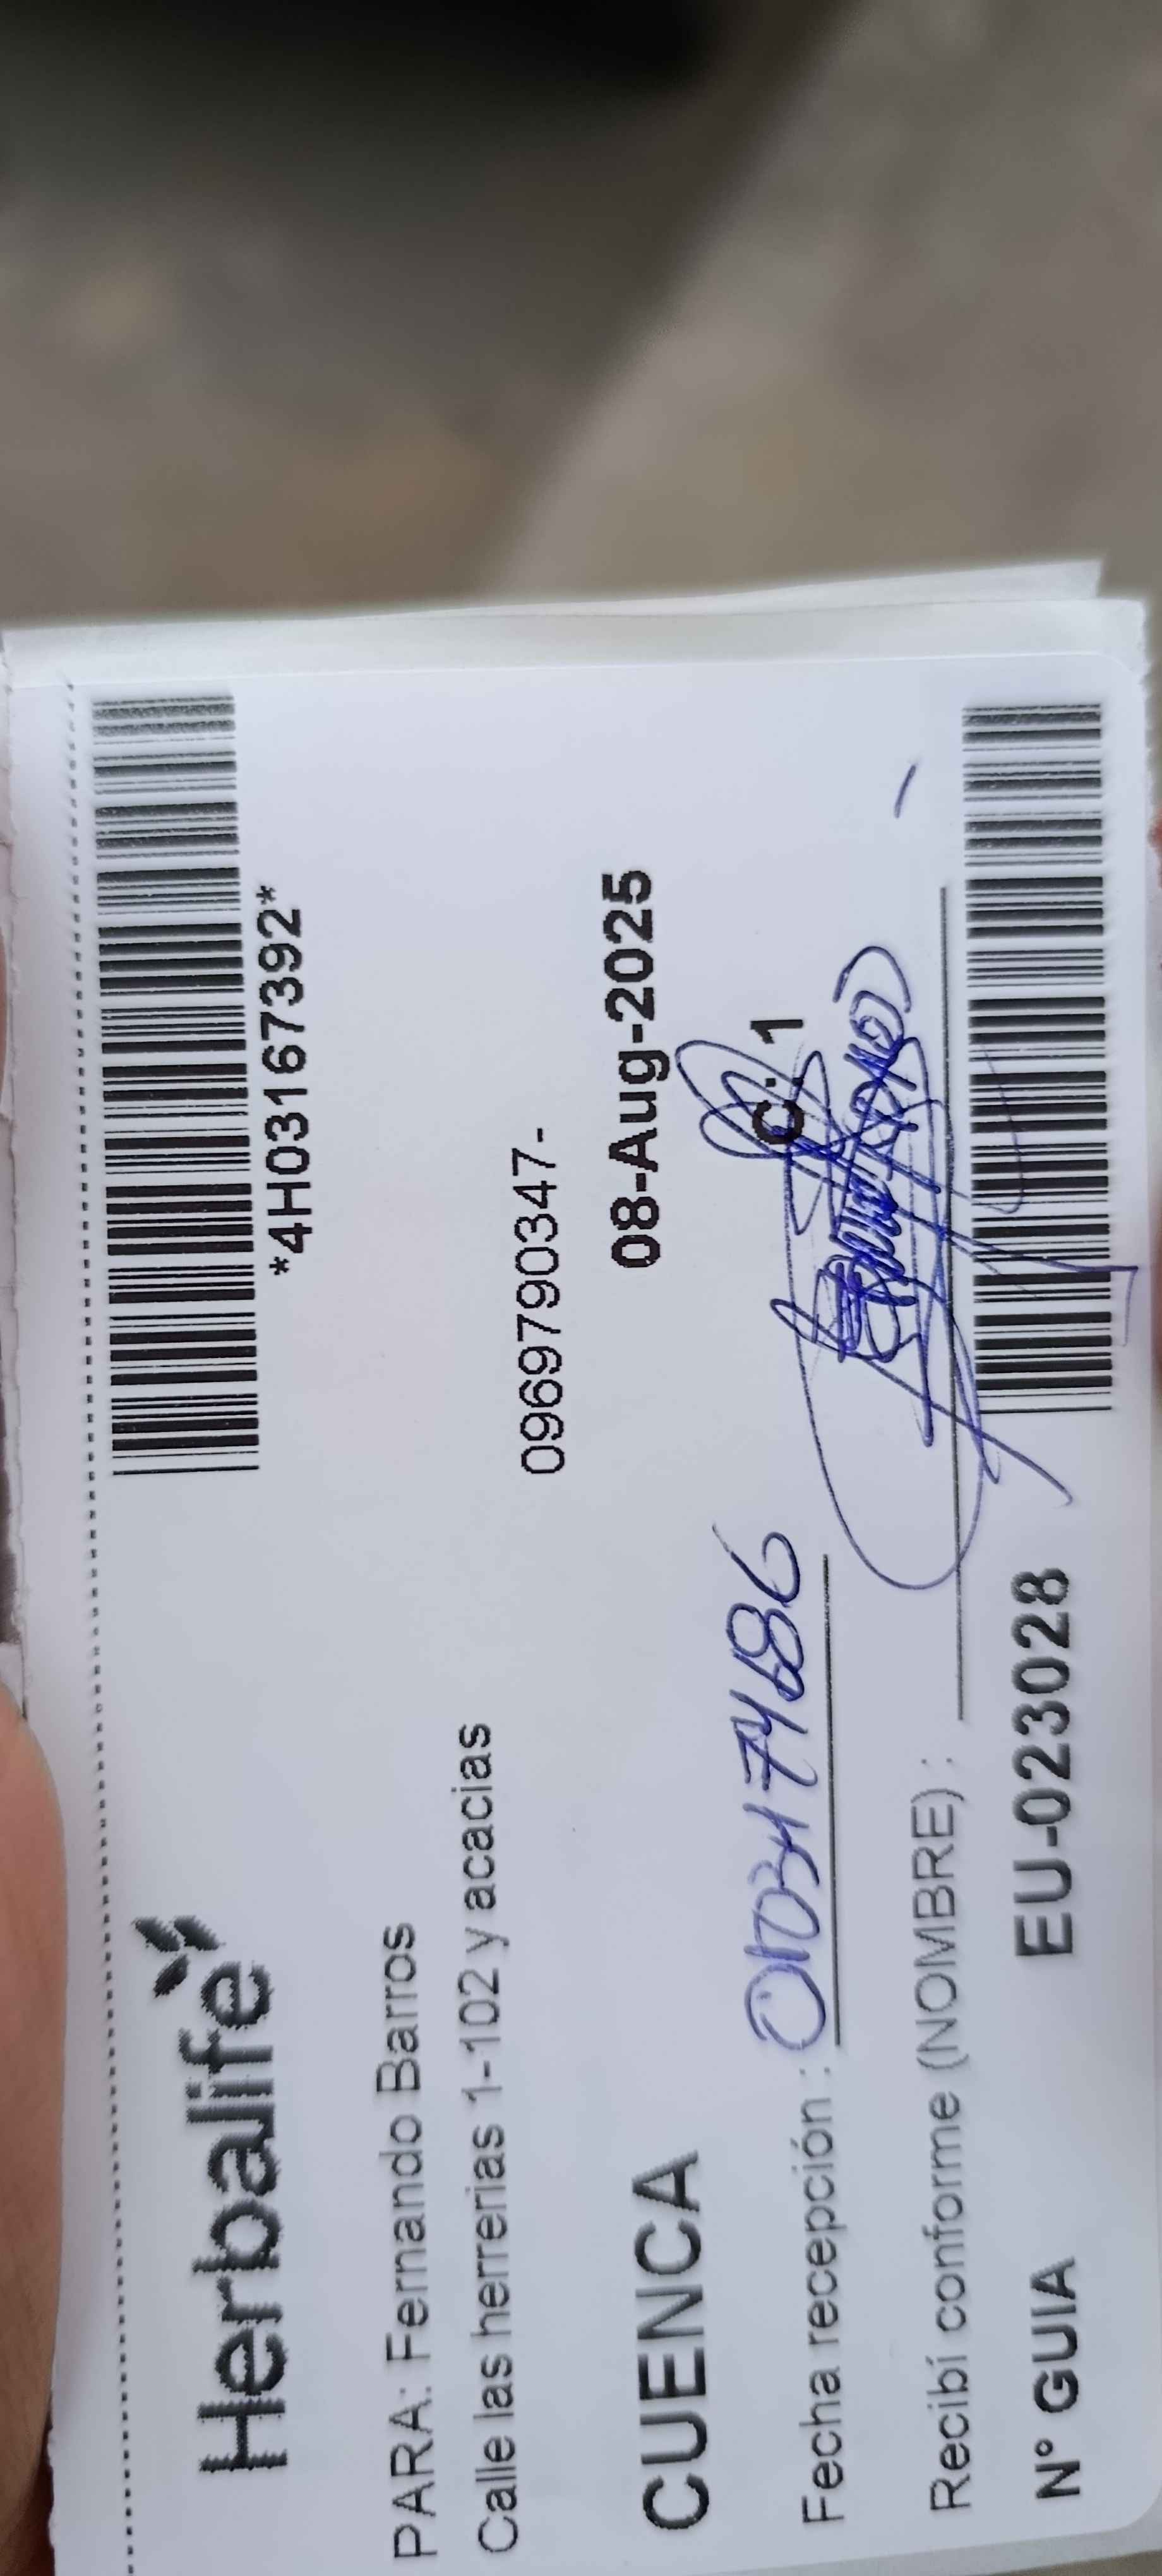 Herbalife
*4H03167392*
PARA: Fernando Barros
Calle las herrerias 1-102 y acacias
0969790347-
CUENCA
08-Aug-2025
Fecha recepción :
C. 1
Recibí conforme (NOMBRE) :
N° GUIA
EU-023028